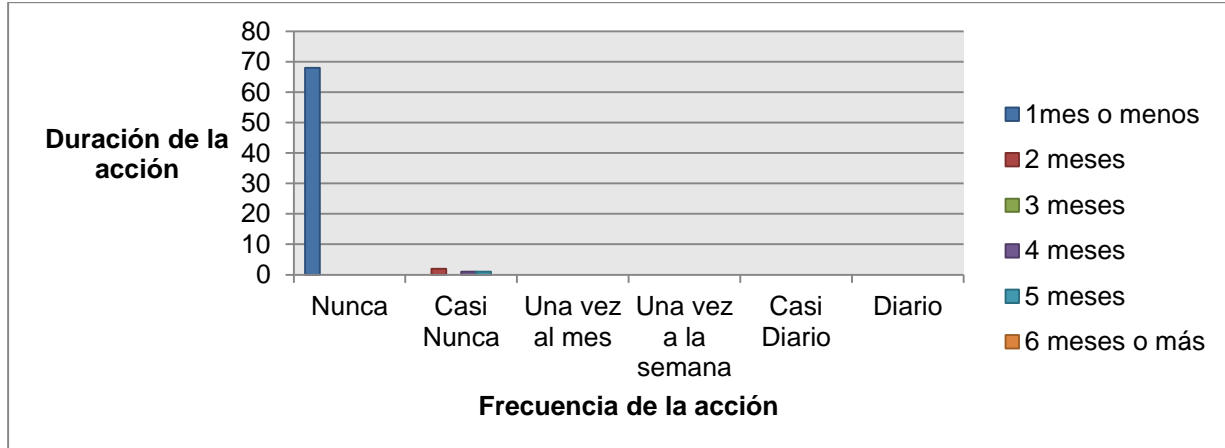 80
70
60
50
40
30
20
10
0
Duración de la
acción
Nunca
Casi
Nunca
Una vez
al mes
Una vez
a la
semana
Casi
Diario
Diario
Frecuencia de la acción
1mes o menos
2 meses
3 meses
4 meses
5 meses
6 meses o más